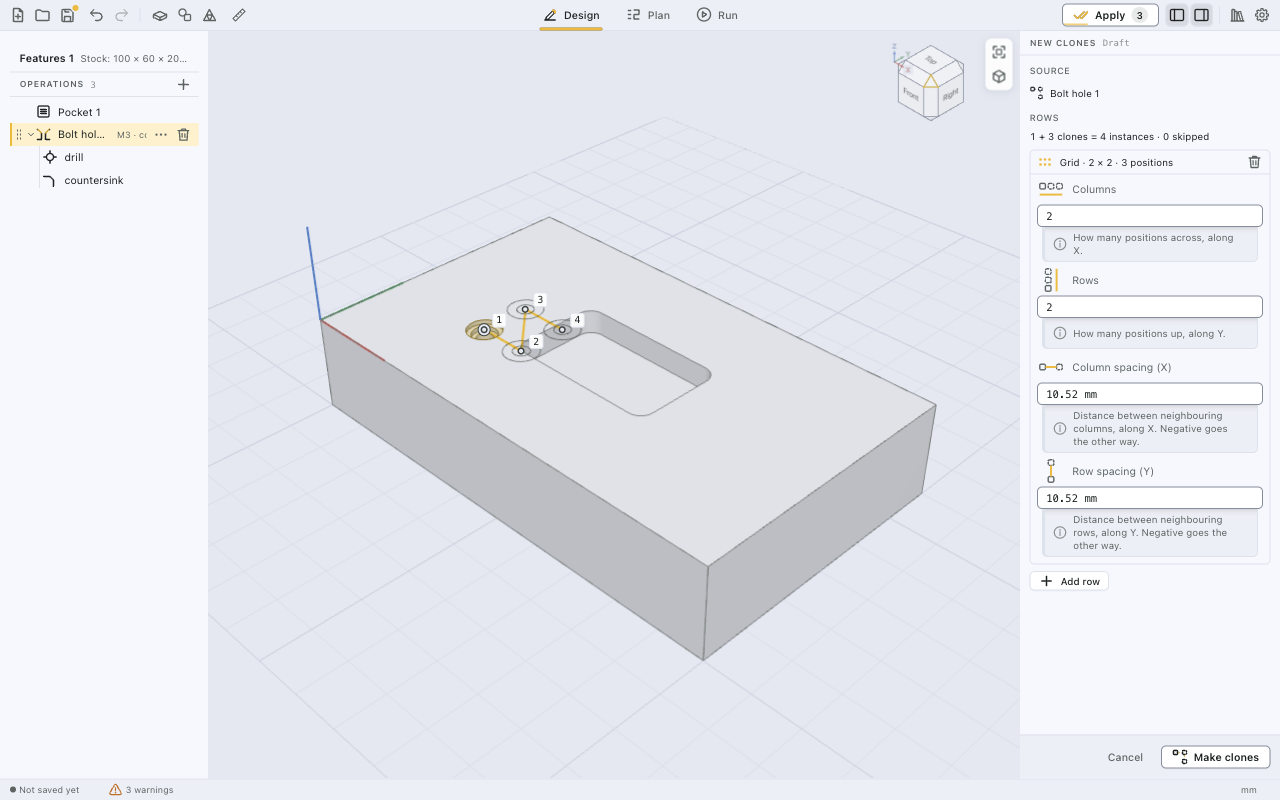 Design
Plan
Run
Apply 3
Features 1 Stock: 100 × 60 × 20...
OPERATIONS 3
Pocket 1
Bolt hol... M3 · cc
drill
countersink
Z
Y
X
Top
Front
Right
1
2
3
4
NEW CLONES Draft
SOURCE
Bolt hole 1
ROWS
1 + 3 clones = 4 instances · 0 skipped
Grid · 2 × 2 · 3 positions
Columns
2
How many positions across, along
X.
Rows
2
How many positions up, along Y.
Column spacing (X)
10.52 mm
Distance between neighbouring
columns, along X. Negative goes
the other way.
Row spacing (Y)
10.52 mm
Distance between neighbouring
rows, along Y. Negative goes the
other way.
Add row
Cancel
Make clones
Not saved yet
3 warnings
mm